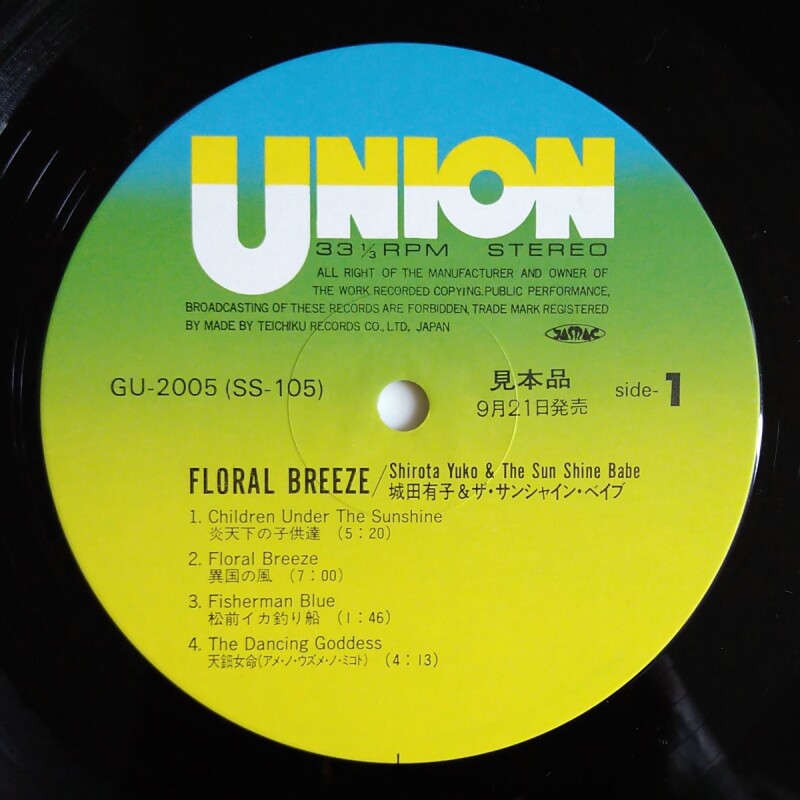 UNION
33 1/3 RPM STEREO
ALL RIGHT OF THE MANUFACTURER AND OWNER OF
THE WORK RECORDED COPYING.PUBLIC PERFORMANCE,
BROADCASTING OF THESE RECORDS ARE FORBIDDEN, TRADE MARK REGISTERED
BY MADE BY TEICHIKU RECORDS CO., LTD, JAPAN
JASRAC
GU-2005 (SS-105)
見本品
9月21日発売
side-1
FLORAL BREEZE / Shirota Yuko & The Sun Shine Babe
城田有子&ザ・サンシャイン・ベイブ
1. Children Under The Sunshine
炎天下の子供達 (5:20)
2. Floral Breeze
異国の風 (7:00)
3. Fisherman Blue
松前イカ釣り船 (1:46)
4. The Dancing Goddess
天鈿女命(アメ・ノ・ウズメ・ノ・ミコト) (4:13)